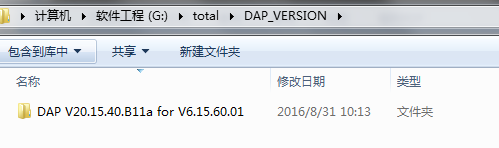 计算机 软件工程 (G:) total DAP_VERSION
包含到库中 共享 新建文件夹
名称 修改日期 类型
DAP V20.15.40.B11a for V6.15.60.01 2016/8/31 10:13 文件夹